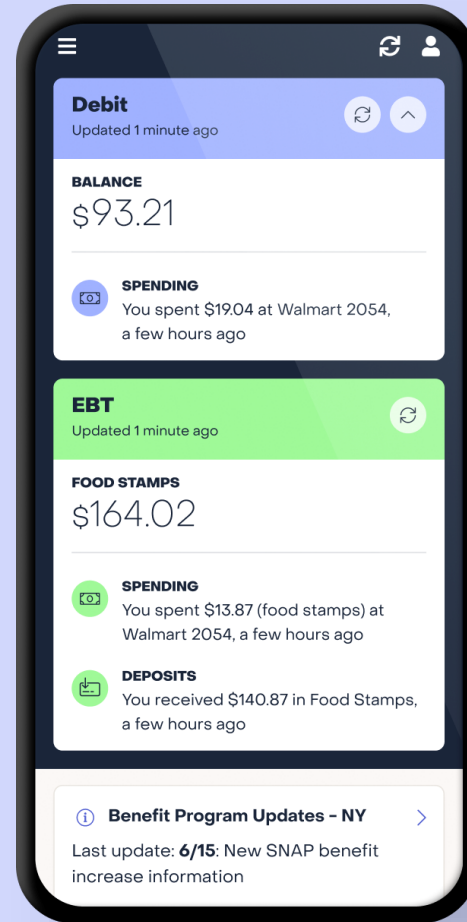 Debit
Updated 1 minute ago
BALANCE
$93.21
SPENDING
You spent $19.04 at Walmart 2054,
a few hours ago
EBT
Updated 1 minute ago
FOOD STAMPS
$164.02
SPENDING
You spent $13.87 (food stamps) at
Walmart 2054, a few hours ago
DEPOSITS
You received $140.87 in Food Stamps,
a few hours ago
Benefit Program Updates - NY
Last update: 6/15: New SNAP benefit
increase information